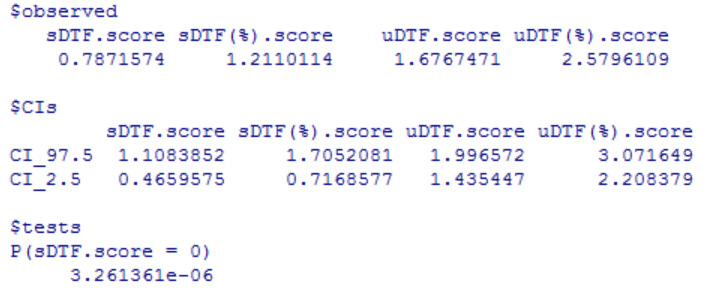 $observed
sDTF.score sDTF(%).score uDTF.score uDTF(%).score
0.7871574 1.2110114 1.6767471 2.5796109
$CIs
sDTF.score sDTF(%).score uDTF.score uDTF(%).score
CI_97.5 1.1083852 1.7052081 1.996572 3.071649
CI_2.5 0.4659575 0.7168577 1.435447 2.208379
$tests
P(sDTF.score = 0)
3.261361e-06